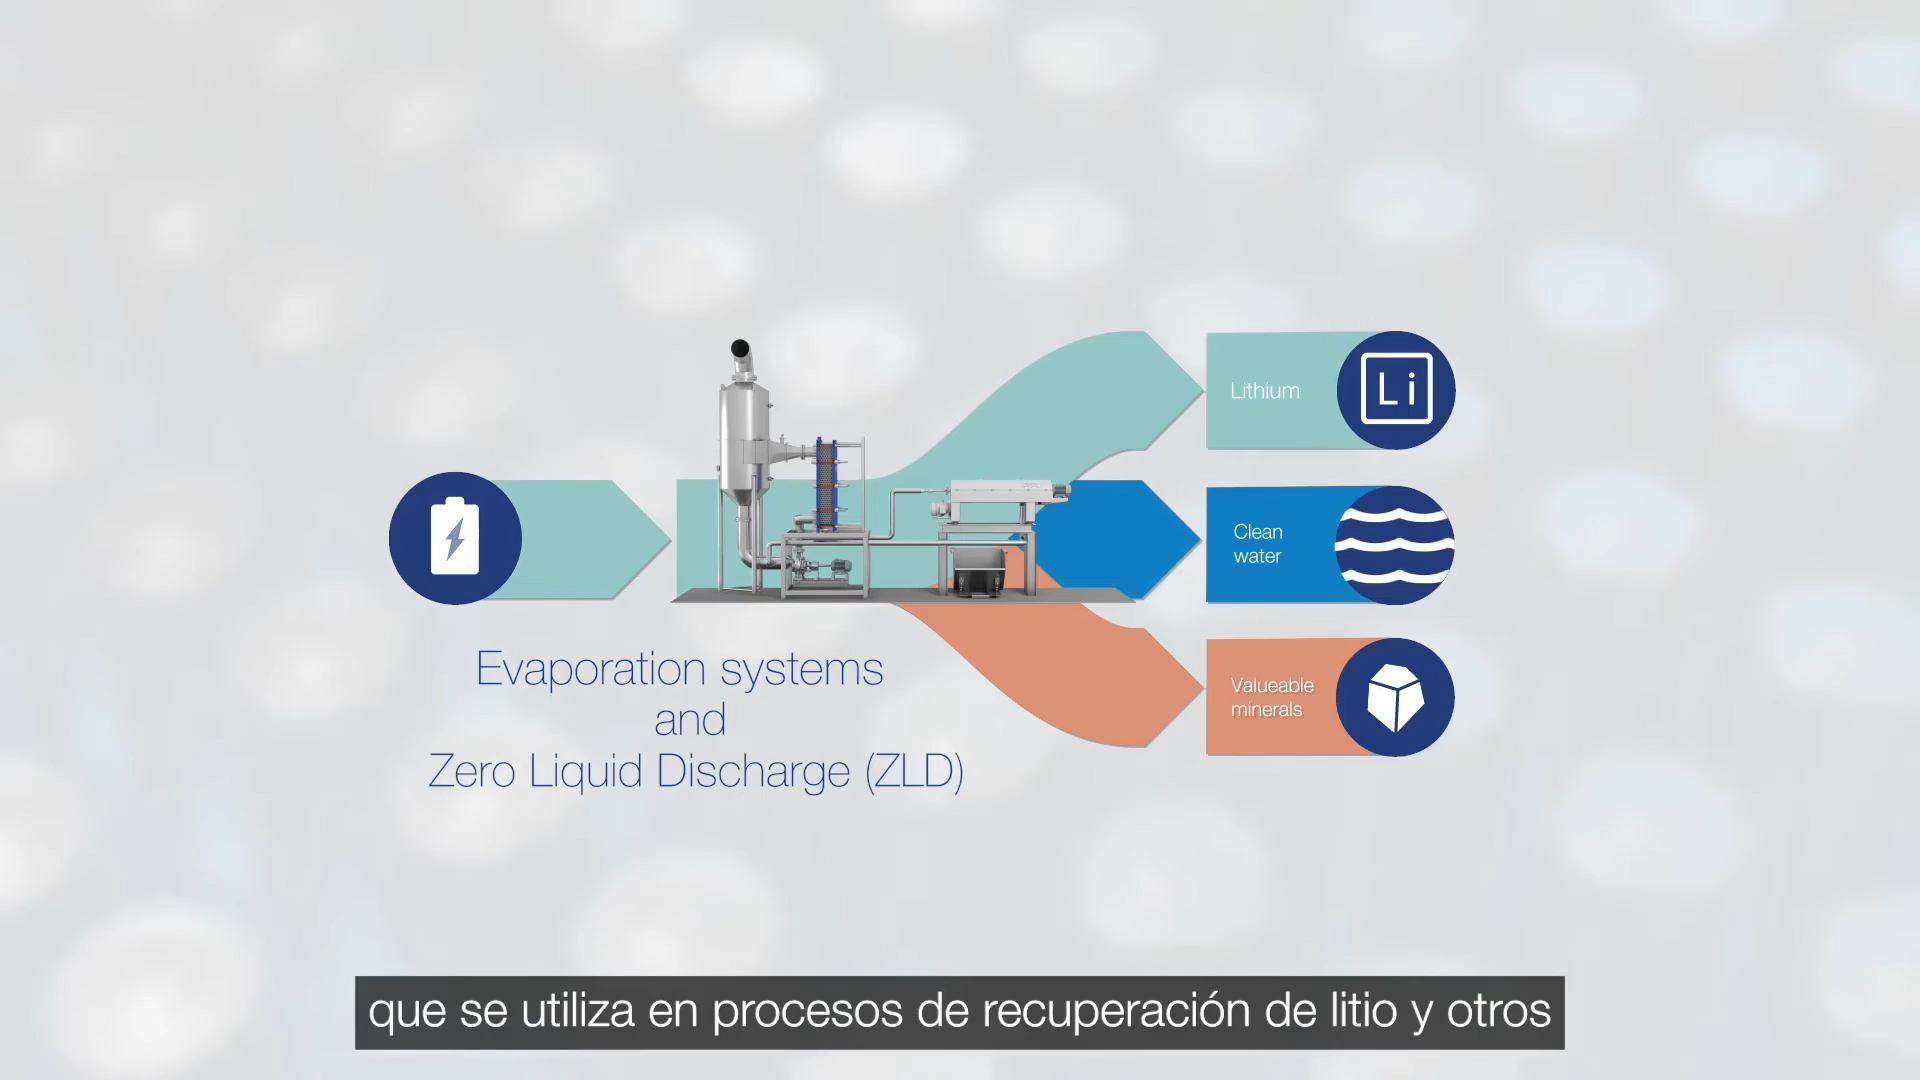 Lithium
Li
Clean
water
Evaporation systems
and
Zero Liquid Discharge (ZLD)
Valueable
minerals
que se utiliza en procesos de recuperación de litio y otros